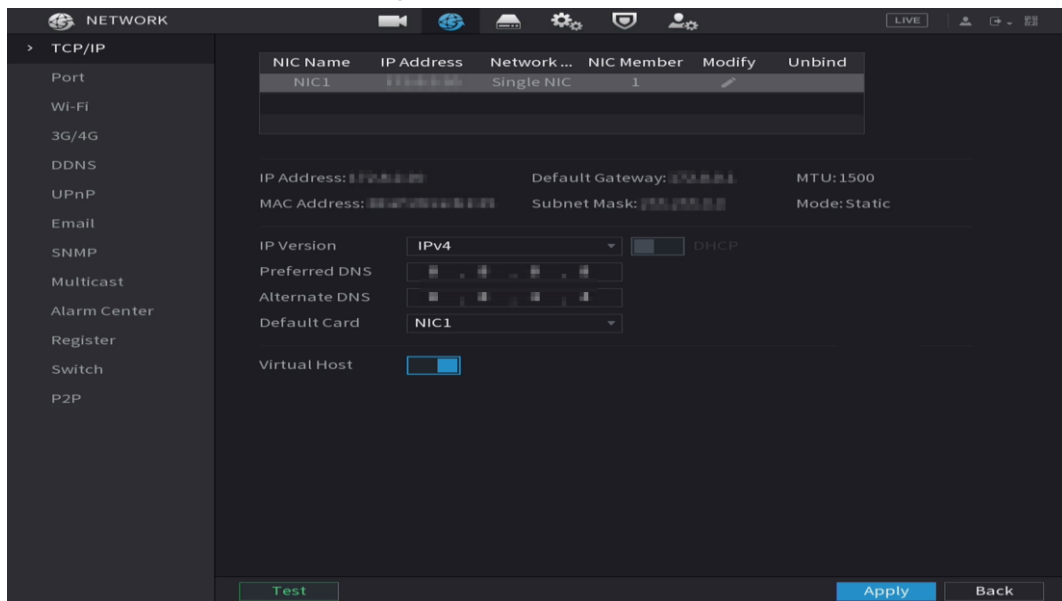 NETWORK
LIVE
TCP/IP
Port
Wi-Fi
3G/4G
DDNS
UPnP
Email
SNMP
Multicast
Alarm Center
Register
Switch
P2P
NIC Name IP Address Network ... NIC Member Modify Unbind
NIC1 Single NIC 1
IP Address: Default Gateway: MTU:1500
MAC Address: Subnet Mask: Mode:Static
IP Version IPv4 DHCP
Preferred DNS
Alternate DNS
Default Card NIC1
Virtual Host
Test Apply Back